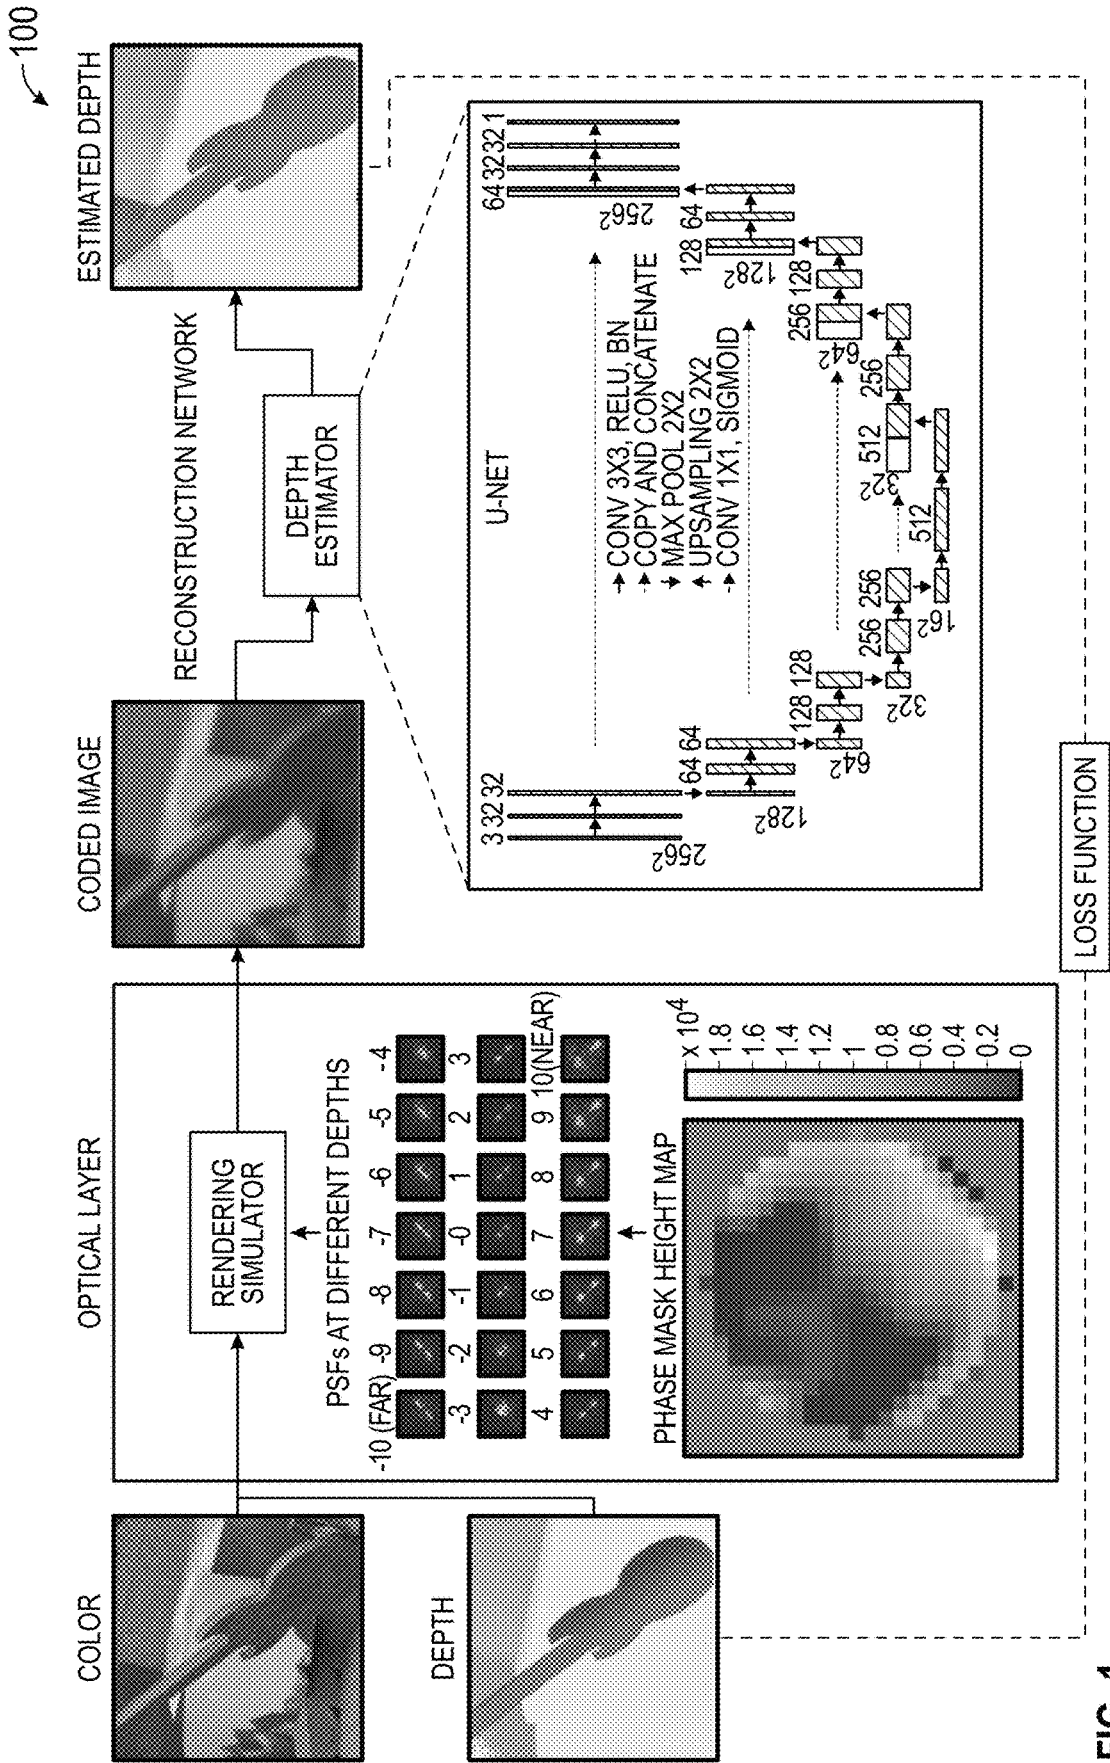 100
COLOR
DEPTH
OPTICAL LAYER
RENDERING
SIMULATOR
PSFs AT DIFFERENT DEPTHS
-10 (FAR) -9 -8 -7 -6 -5 -4
-3 -2 -1 -0 1 2 3
4 5 6 7 8 9 10(NEAR)
PHASE MASK HEIGHT MAP
x 10⁴
1.8
1.6
1.4
1.2
1
0.8
0.6
0.4
0.2
0
CODED IMAGE
RECONSTRUCTION NETWORK
DEPTH
ESTIMATOR
ESTIMATED DEPTH
U-NET
3 32 32
64 32 32 1
256²
256²
CONV 3X3, RELU, BN
COPY AND CONCATENATE
MAX POOL 2X2
UPSAMPLING 2X2
CONV 1X1, SIGMOID
64 64
128 64
128²
128²
128 128
256 128
64²
64²
256 256
512 256
32²
32²
512
16²
LOSS FUNCTION
FIG. 1